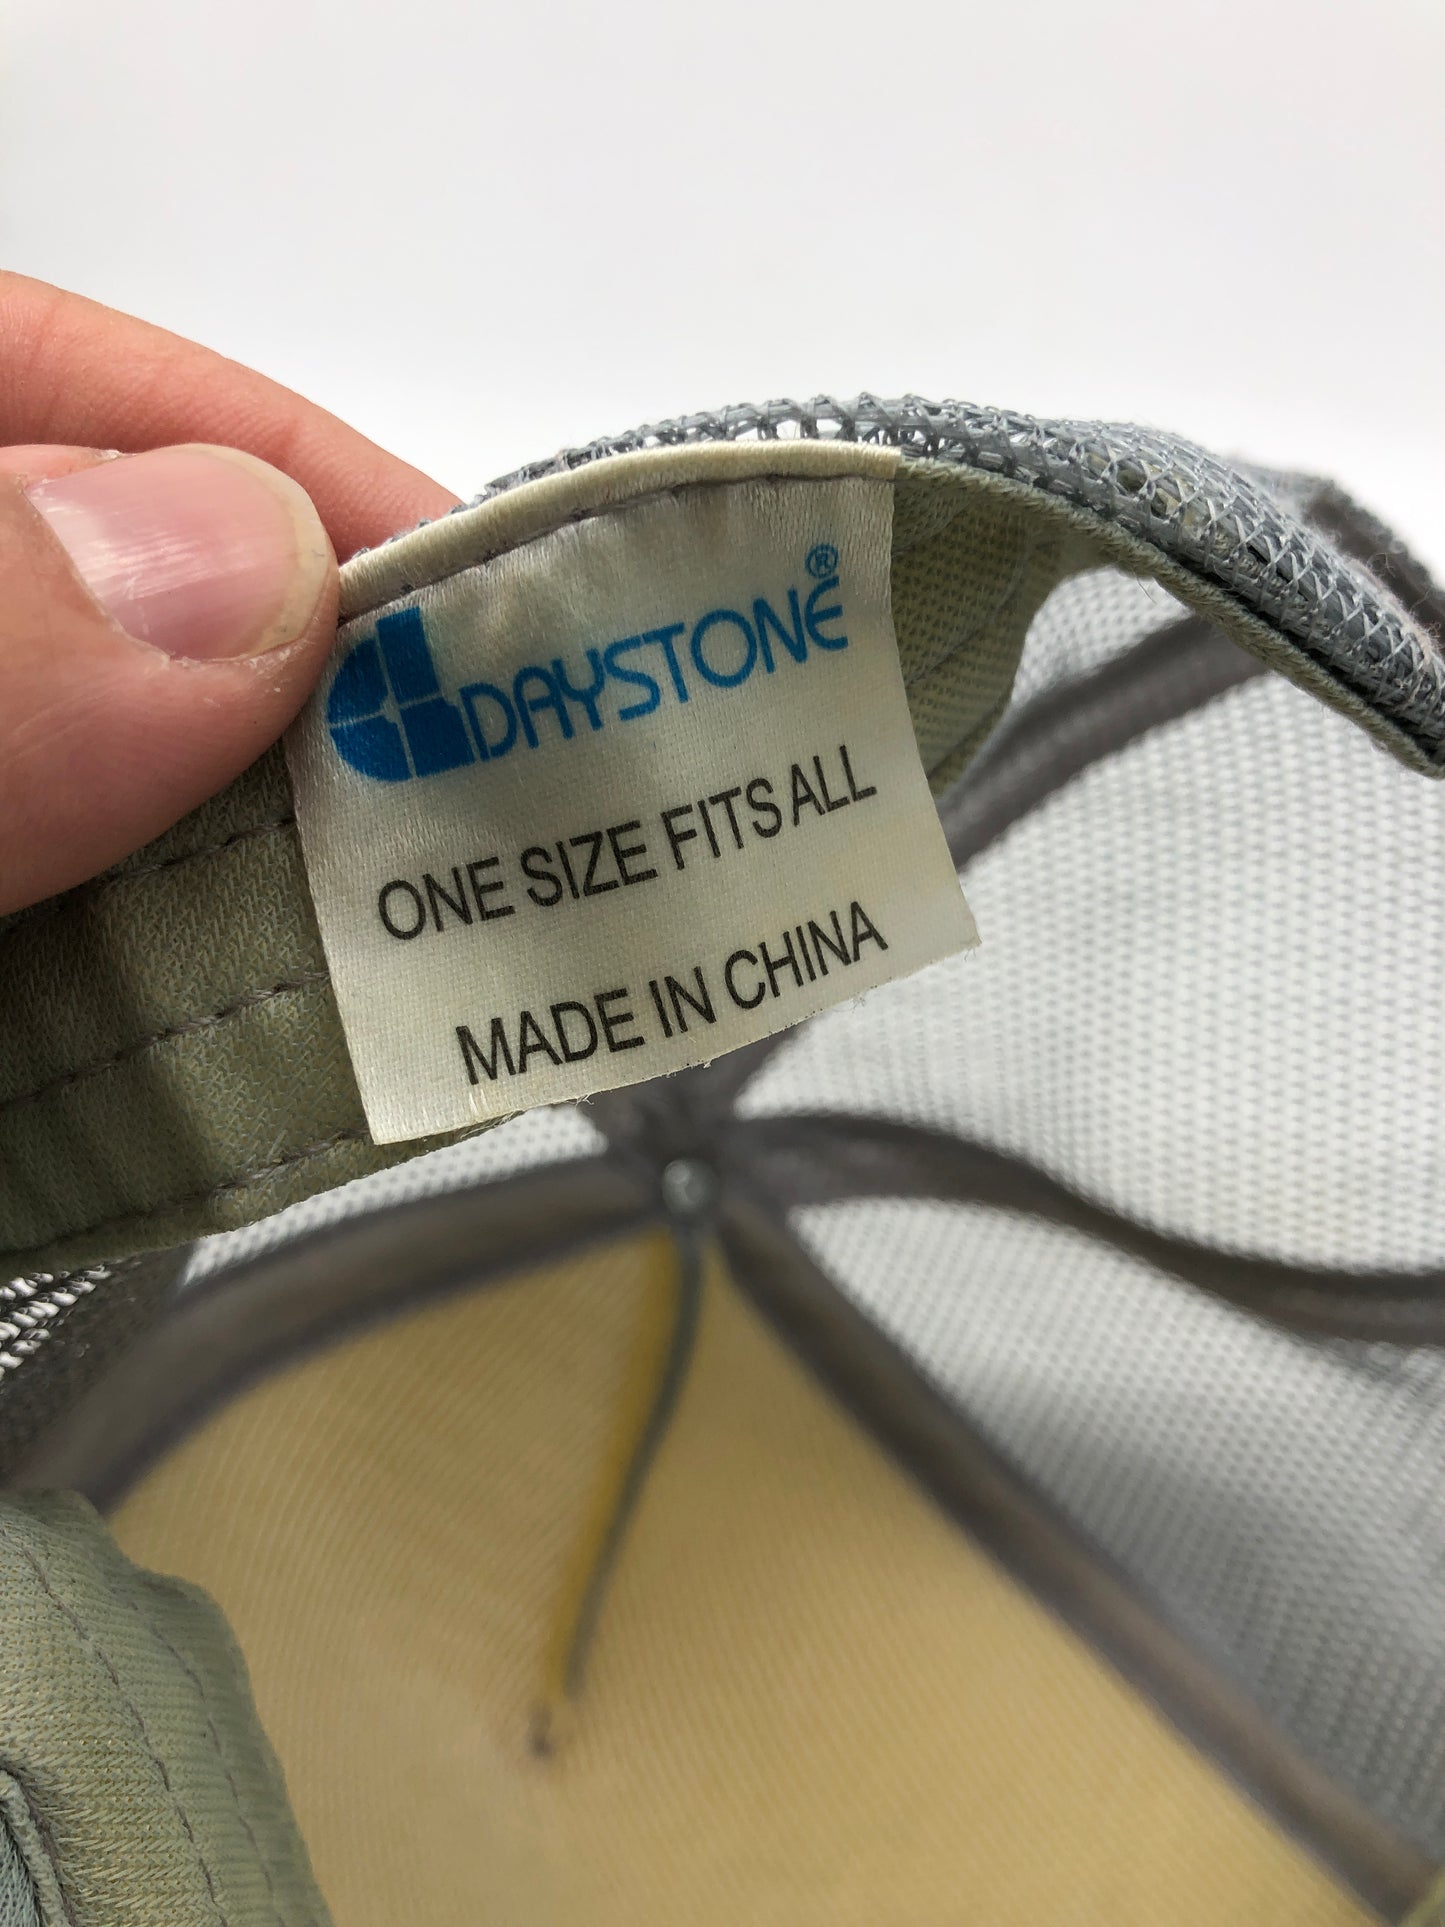 DAYSTONE®
ONE SIZE FITS ALL
MADE IN CHINA